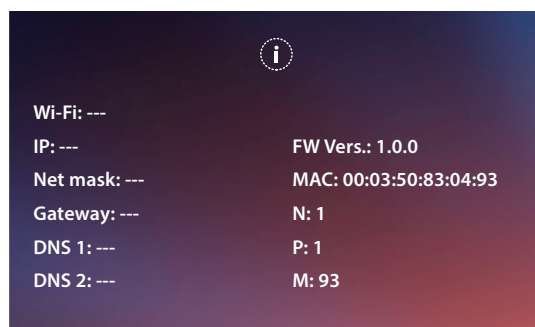 i
Wi-Fi: ---
IP: ---
Net mask: ---
Gateway: ---
DNS 1: ---
DNS 2: ---
FW Vers.: 1.0.0
MAC: 00:03:50:83:04:93
N: 1
P: 1
M: 93